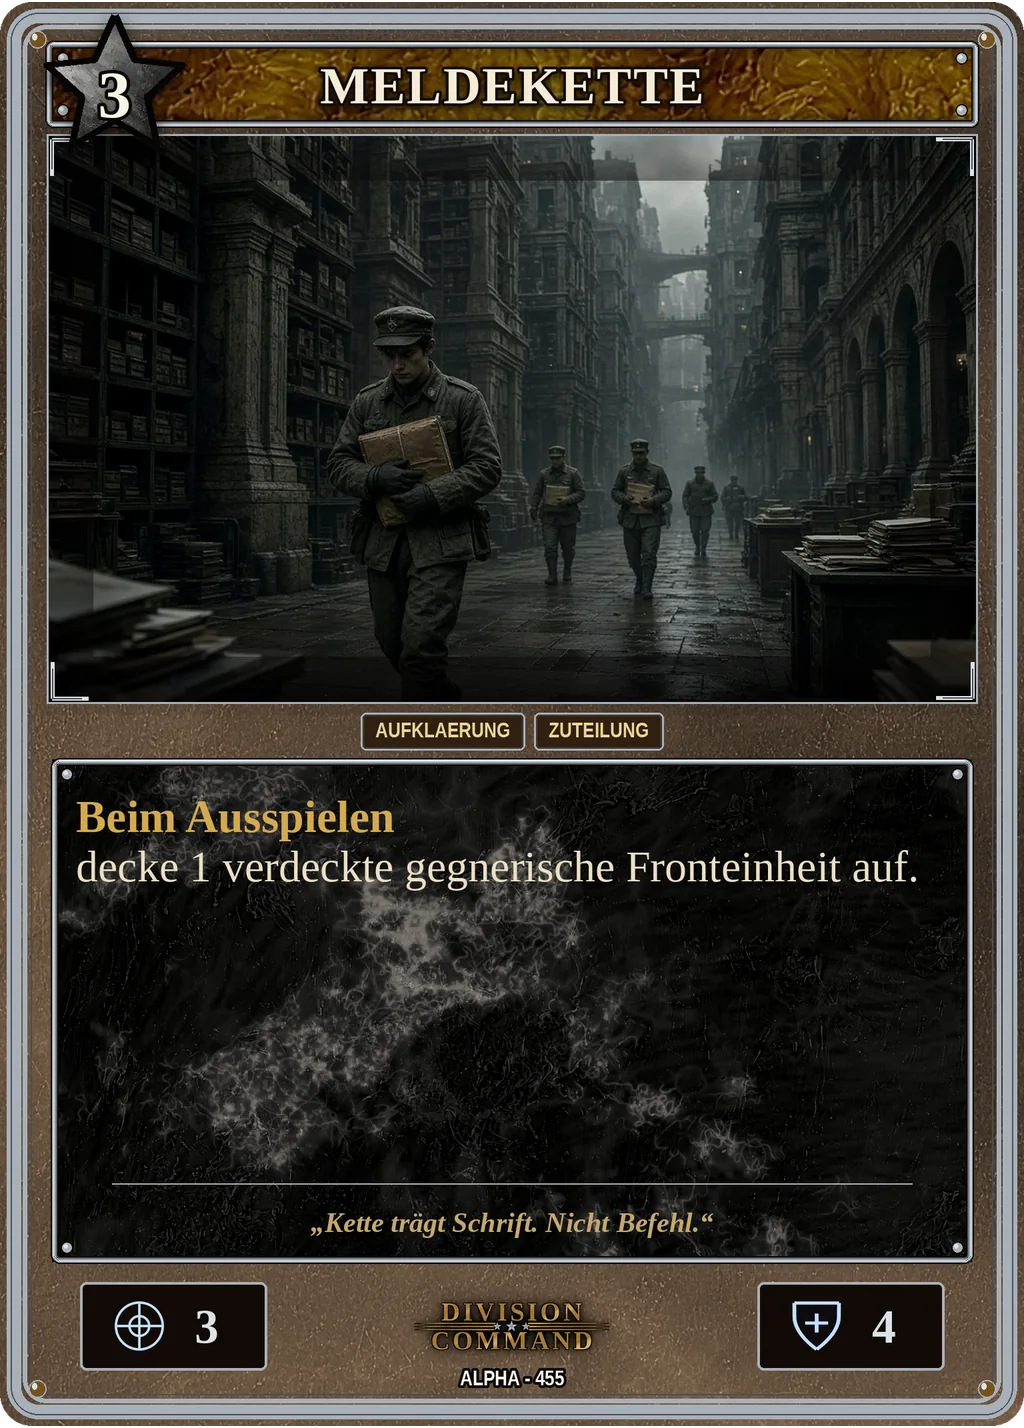 3
MELDEKETTE
AUFKLAERUNG
ZUTEILUNG
Beim Ausspielen
decke 1 verdeckte gegnerische Fronteinheit auf.
„Kette trägt Schrift. Nicht Befehl.“
3
DIVISION
COMMAND
4
ALPHA - 455